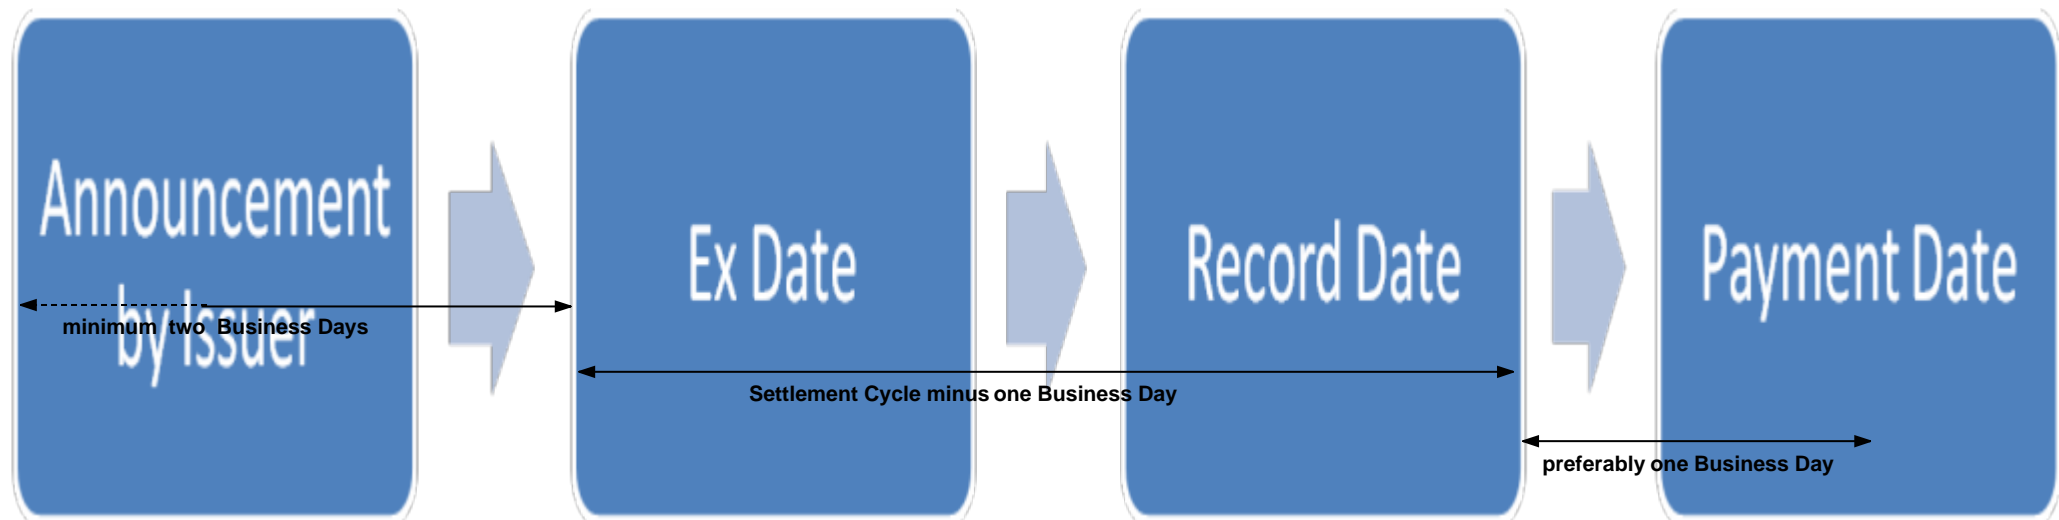 Announcement
by Issuer
minimum two Business Days
Ex Date
Settlement Cycle minus one Business Day
Record Date
Payment Date
preferably one Business Day